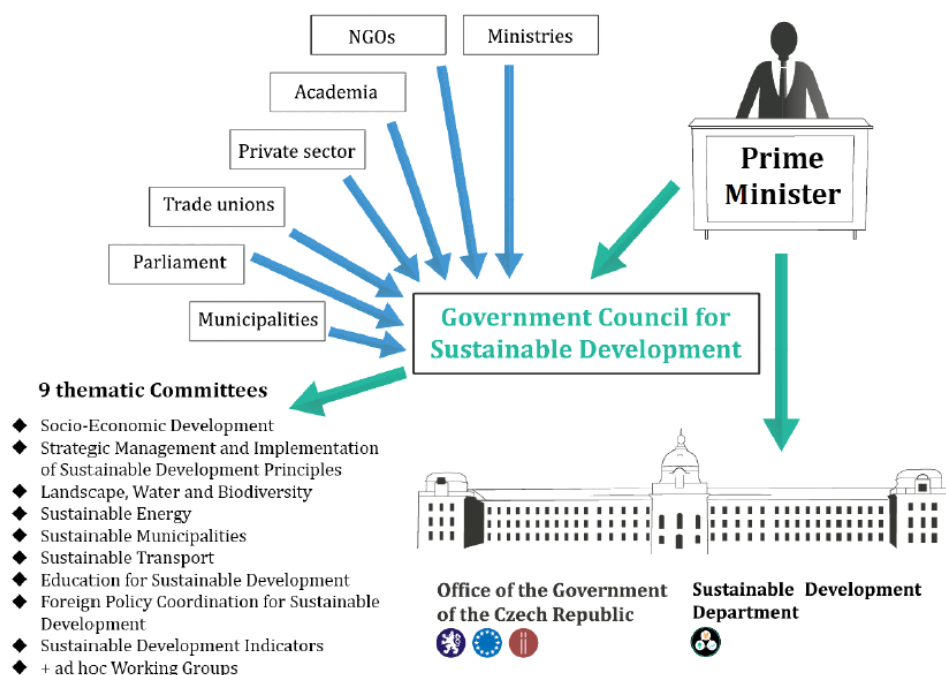 NGOs
Ministries
Academia
Private sector
Trade unions
Parliament
Municipalities
Prime
Minister
Government Council for
Sustainable Development
9 thematic Committees
◆ Socio-Economic Development
◆ Strategic Management and Implementation
of Sustainable Development Principles
◆ Landscape, Water and Biodiversity
◆ Sustainable Energy
◆ Sustainable Municipalities
◆ Sustainable Transport
◆ Education for Sustainable Development
◆ Foreign Policy Coordination for Sustainable
Development
◆ Sustainable Development Indicators
◆ + ad hoc Working Groups
Office of the Government
of the Czech Republic
Sustainable Development
Department